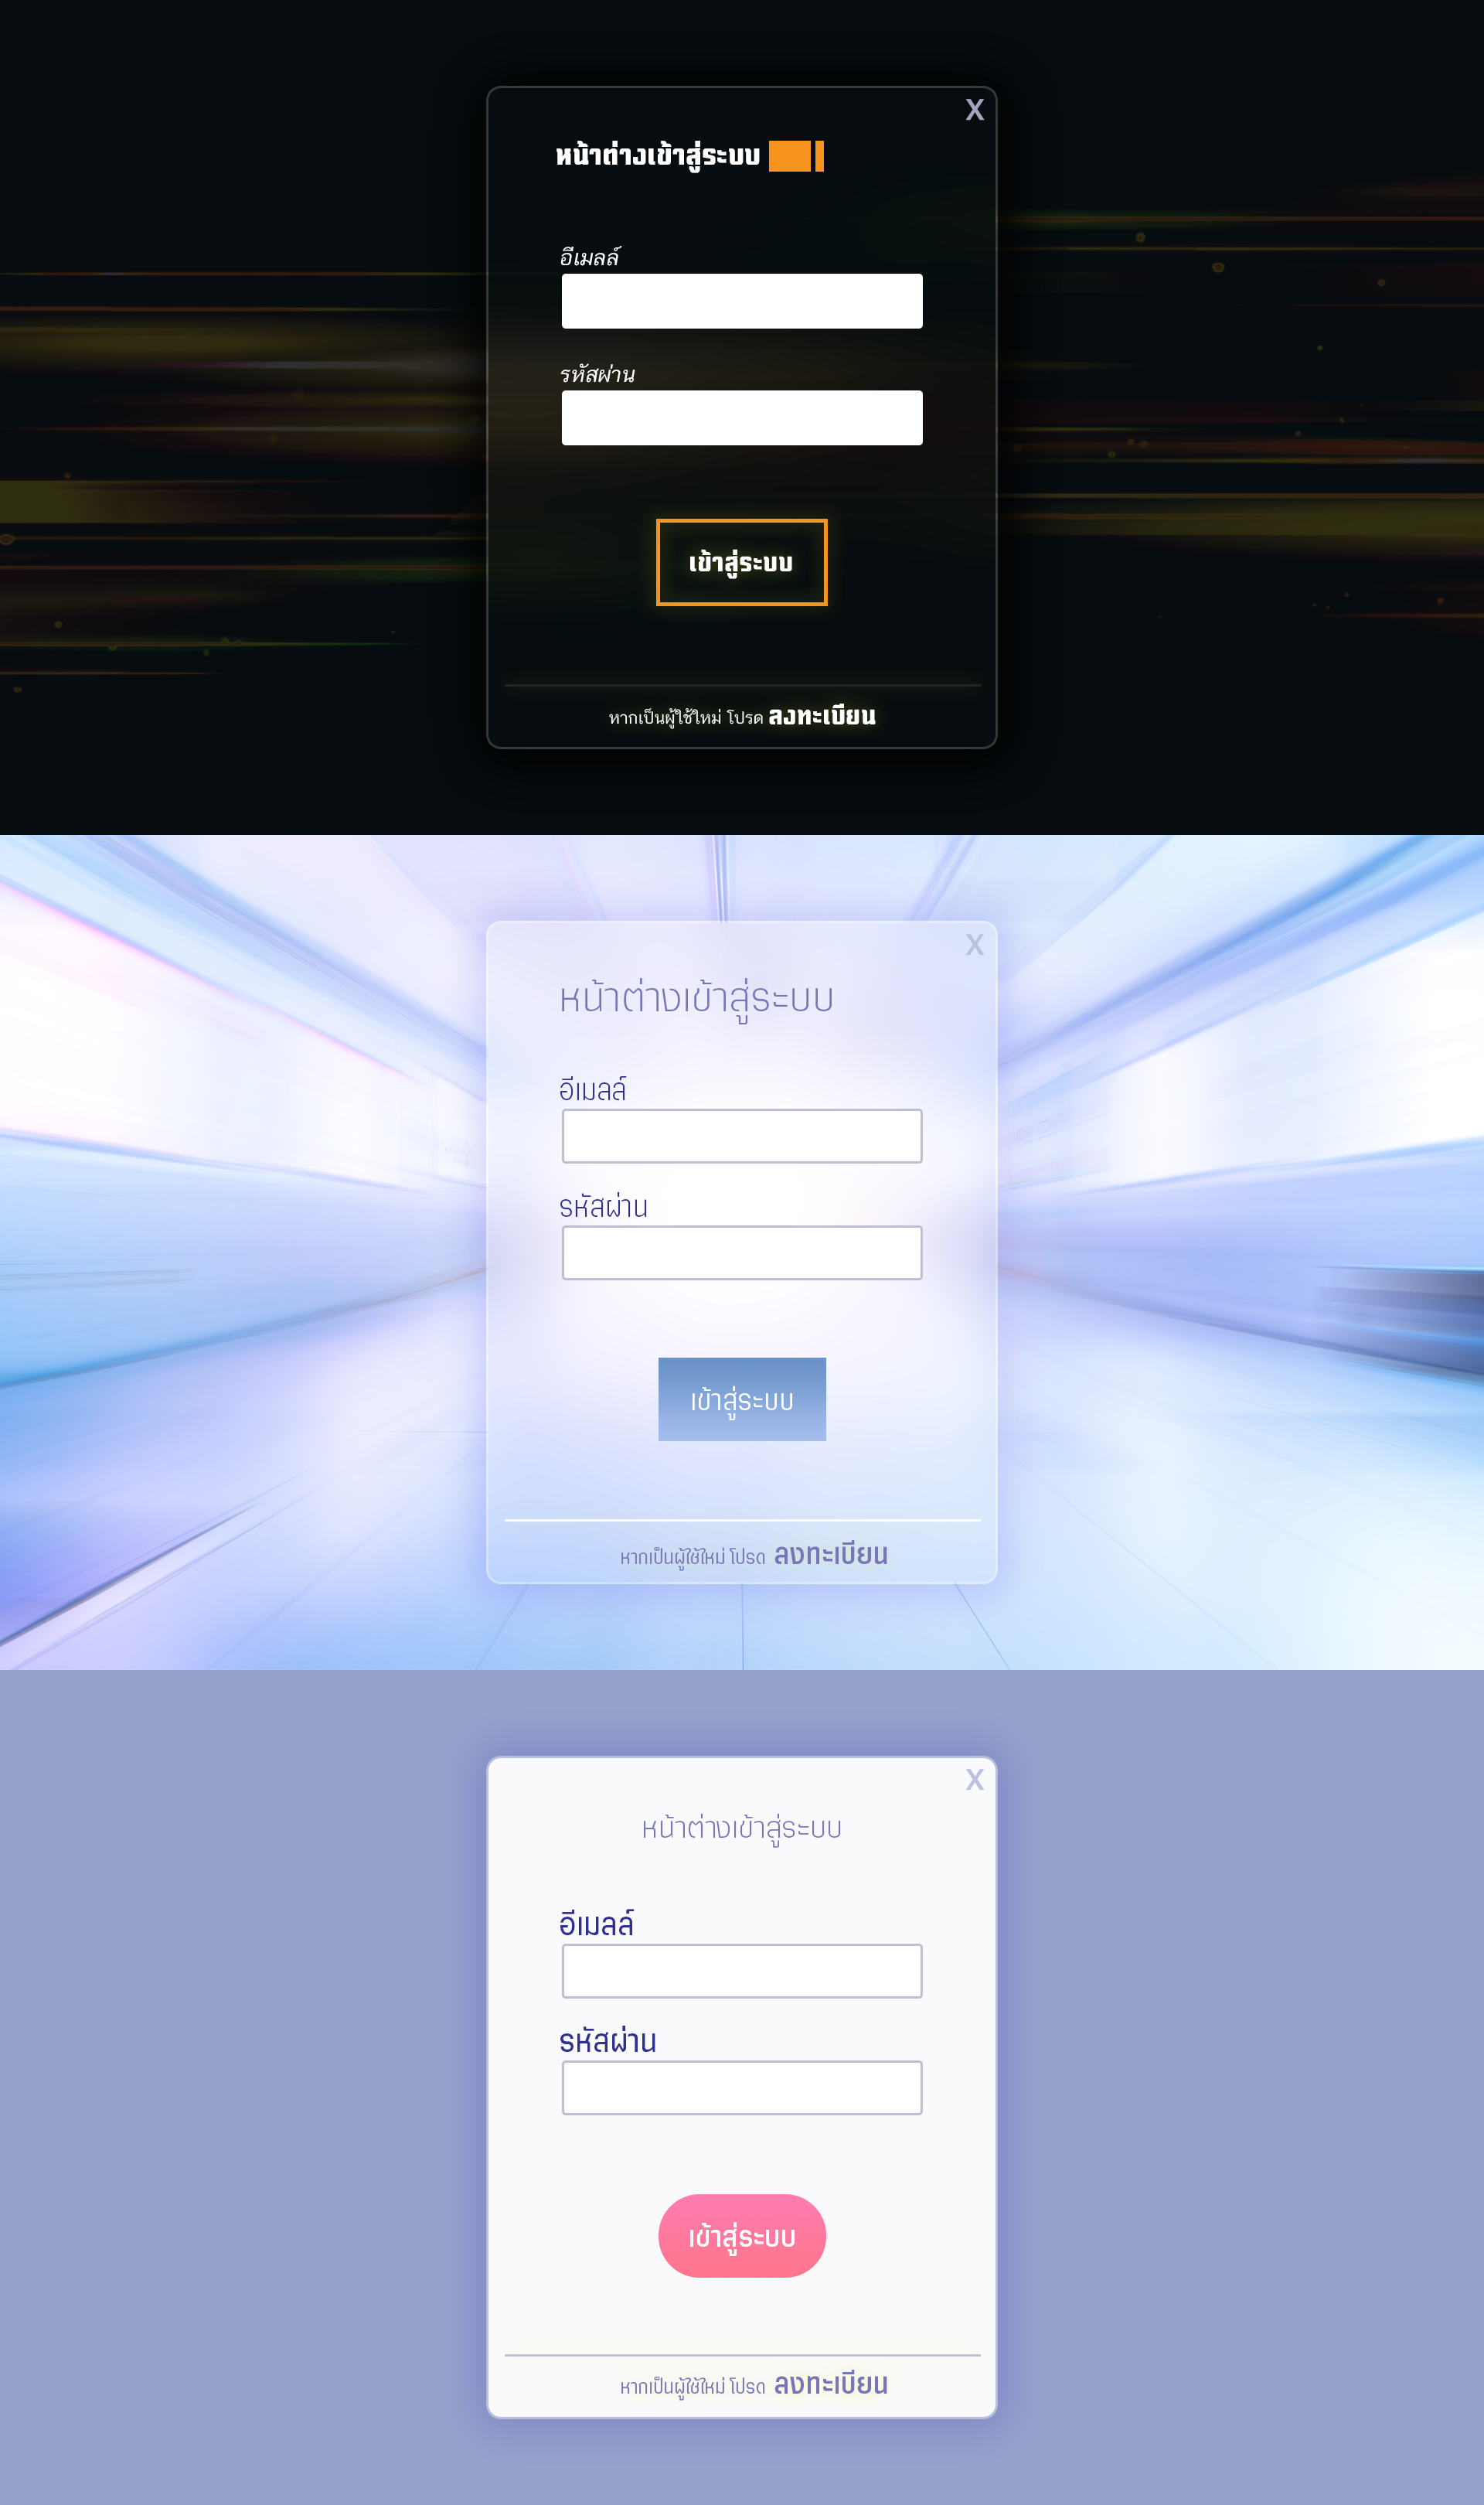 X
หน้าต่างเข้าสู่ระบบ
อีเมลล์
รหัสผ่าน
เข้าสู่ระบบ
หากเป็นผู้ใช้ใหม่ โปรด ลงทะเบียน
X
หน้าต่างเข้าสู่ระบบ
อีเมลล์
รหัสผ่าน
เข้าสู่ระบบ
หากเป็นผู้ใช้ใหม่ โปรด ลงทะเบียน
X
หน้าต่างเข้าสู่ระบบ
อีเมลล์
รหัสผ่าน
เข้าสู่ระบบ
หากเป็นผู้ใช้ใหม่ โปรด ลงทะเบียน